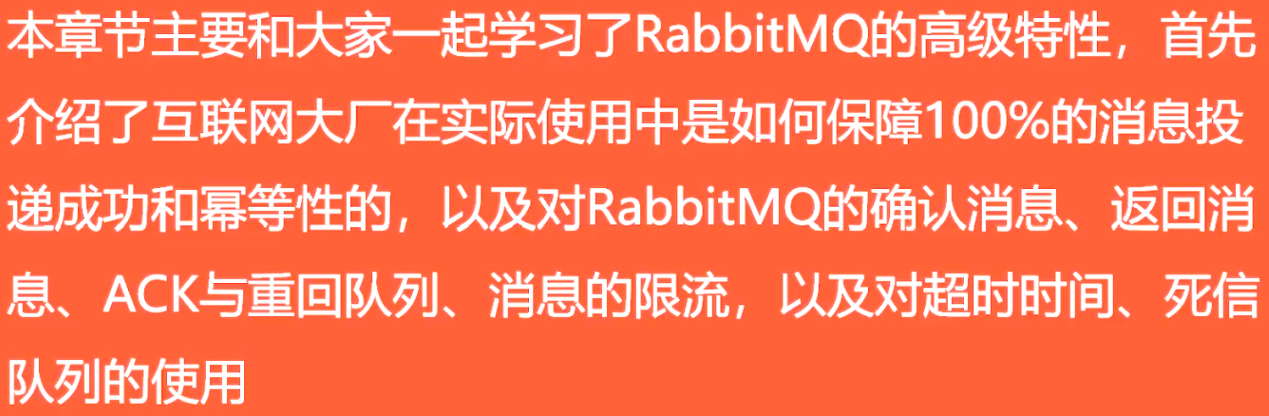 本章节主要和大家一起学习了RabbitMQ的高级特性，首先
介绍了互联网大厂在实际使用中是如何保障100%的消息投
递成功和幂等性的，以及对RabbitMQ的确认消息、返回消
息、ACK与重回队列、消息的限流，以及对超时时间、死信
队列的使用